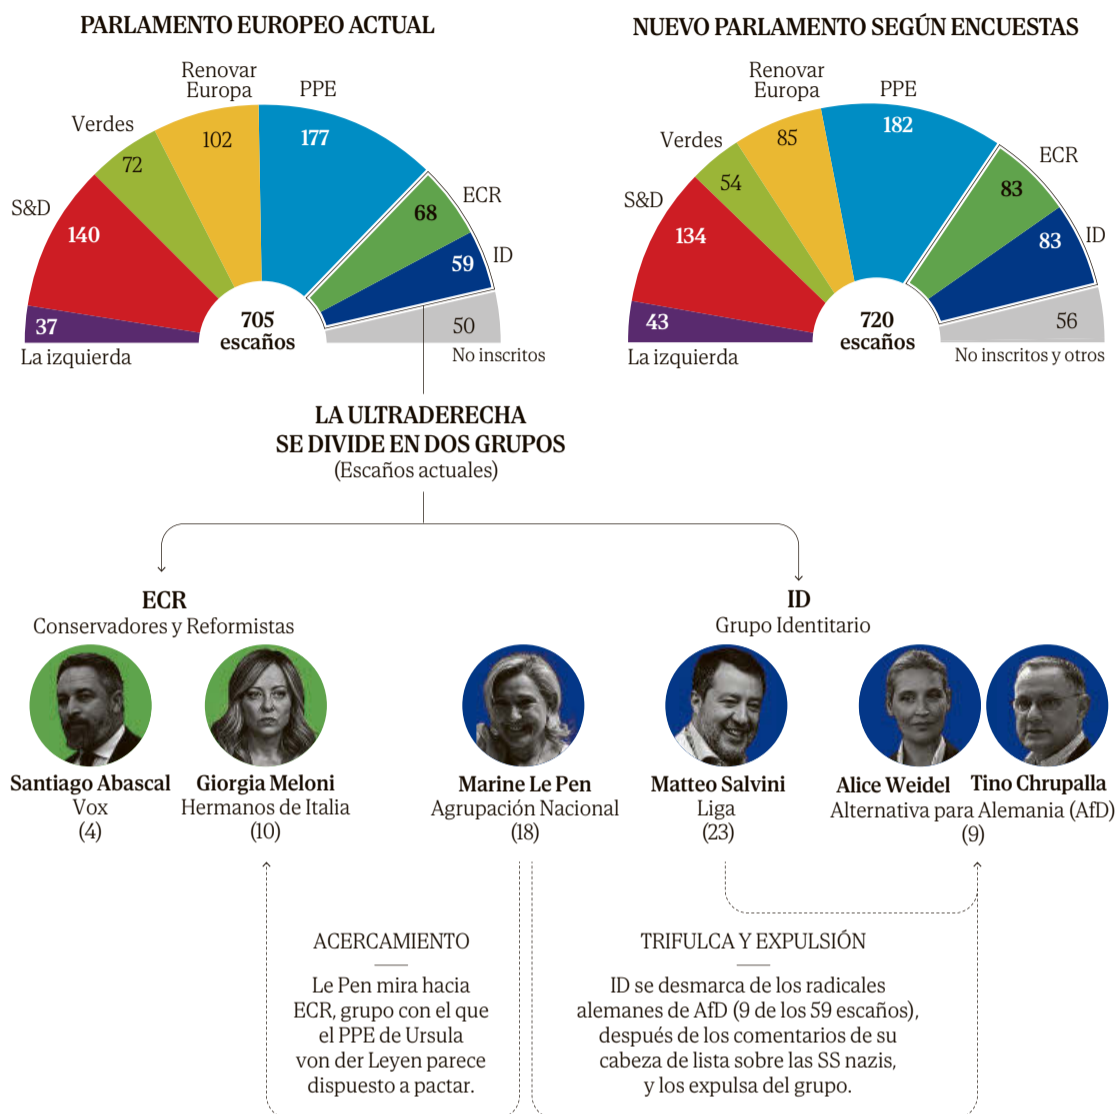 PARLAMENTO EUROPEO ACTUAL
Renovar
Europa
PPE
Verdes
102
177
72
S&D
ECR
68
140
ID
59
705
escaños
37
50
La izquierda
No inscritos
NUEVO PARLAMENTO SEGÚN ENCUESTAS
Renovar
Europa
PPE
182
Verdes
85
ECR
54
83
S&D
134
ID
83
720
escaños
43
56
La izquierda
No inscritos y otros
LA ULTRADERECHA
SE DIVIDE EN DOS GRUPOS
(Escaños actuales)
ECR
Conservadores y Reformistas
Santiago Abascal
Vox
(4)
Giorgia Meloni
Hermanos de Italia
(10)
ID
Grupo Identitario
Marine Le Pen
Agrupación Nacional
(18)
Matteo Salvini
Liga
(23)
Alice Weidel
Tino Chrupalla
Alternativa para Alemania (AfD)
(9)
ACERCAMIENTO
Le Pen mira hacia
ECR, grupo con el que
el PPE de Ursula
von der Leyen parece
dispuesto a pactar.
TRIFULCA Y EXPULSIÓN
ID se desmarca de los radicales
alemanes de AfD (9 de los 59 escaños),
después de los comentarios de su
cabeza de lista sobre las SS nazis,
y los expulsa del grupo.